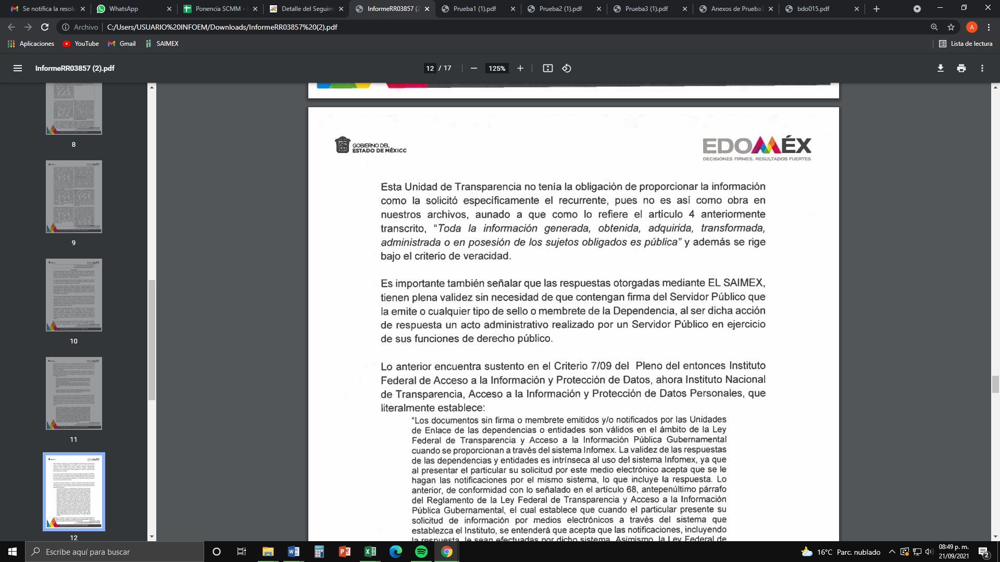 Se notifica la resolu
WhatsApp
Ponencia SCMM -
Detalle del Seguim
InformeRR03857 (2
Prueba1 (1).pdf
Prueba2 (1).pdf
Prueba3 (1).pdf
Anexos de Prueba3
bdo015.pdf
Archivo
C:/Users/USUARIO%20INFOEM/Downloads/InformeRR03857%20(2).pdf
A
Aplicaciones
YouTube
Gmail
SAIMEX
Lista de lectura
InformeRR03857 (2).pdf
12 / 17
125%
8
9
10
11
12
GOBIERNO DEL
ESTADO DE MÉXICO
EDOMÉX
DECISIONES FIRMES, RESULTADOS FUERTES
Esta Unidad de Transparencia no tenía la obligación de proporcionar la información
como la solicitó específicamente el recurrente, pues no es así como obra en
nuestros archivos, aunado a que como lo refiere el artículo 4 anteriormente
transcrito, “Toda la información generada, obtenida, adquirida, transformada,
administrada o en posesión de los sujetos obligados es pública” y además se rige
bajo el criterio de veracidad.
Es importante también señalar que las respuestas otorgadas mediante EL SAIMEX,
tienen plena validez sin necesidad de que contengan firma del Servidor Público que
la emite o cualquier tipo de sello o membrete de la Dependencia, al ser dicha acción
de respuesta un acto administrativo realizado por un Servidor Público en ejercicio
de sus funciones de derecho público.
Lo anterior encuentra sustento en el Criterio 7/09 del Pleno del entonces Instituto
Federal de Acceso a la Información y Protección de Datos, ahora Instituto Nacional
de Transparencia, Acceso a la Información y Protección de Datos Personales, que
literalmente establece:
“Los documentos sin firma o membrete emitidos y/o notificados por las Unidades
de Enlace de las dependencias o entidades son válidos en el ámbito de la Ley
Federal de Transparencia y Acceso a la Información Pública Gubernamental
cuando se proporcionan a través del sistema Infomex. La validez de las respuestas
de las dependencias y entidades es intrínseca al uso del sistema Infomex, ya que
al presentar el particular su solicitud por este medio electrónico acepta que se le
hagan las notificaciones por el mismo sistema, lo que incluye la respuesta. Lo
anterior, de conformidad con lo señalado en el artículo 68, antepenúltimo párrafo
del Reglamento de la Ley Federal de Transparencia y Acceso a la Información
Pública Gubernamental, el cual establece que cuando el particular presente su
solicitud de información por medios electrónicos a través del sistema que
establezca el Instituto, se entenderá que acepta que las notificaciones, incluyendo
la respuesta, le sean efectuadas por dicho sistema. Asimismo, la Ley Federal de
Escribe aquí para buscar
16°C Parc. nublado
08:49 p. m.
21/09/2021
2